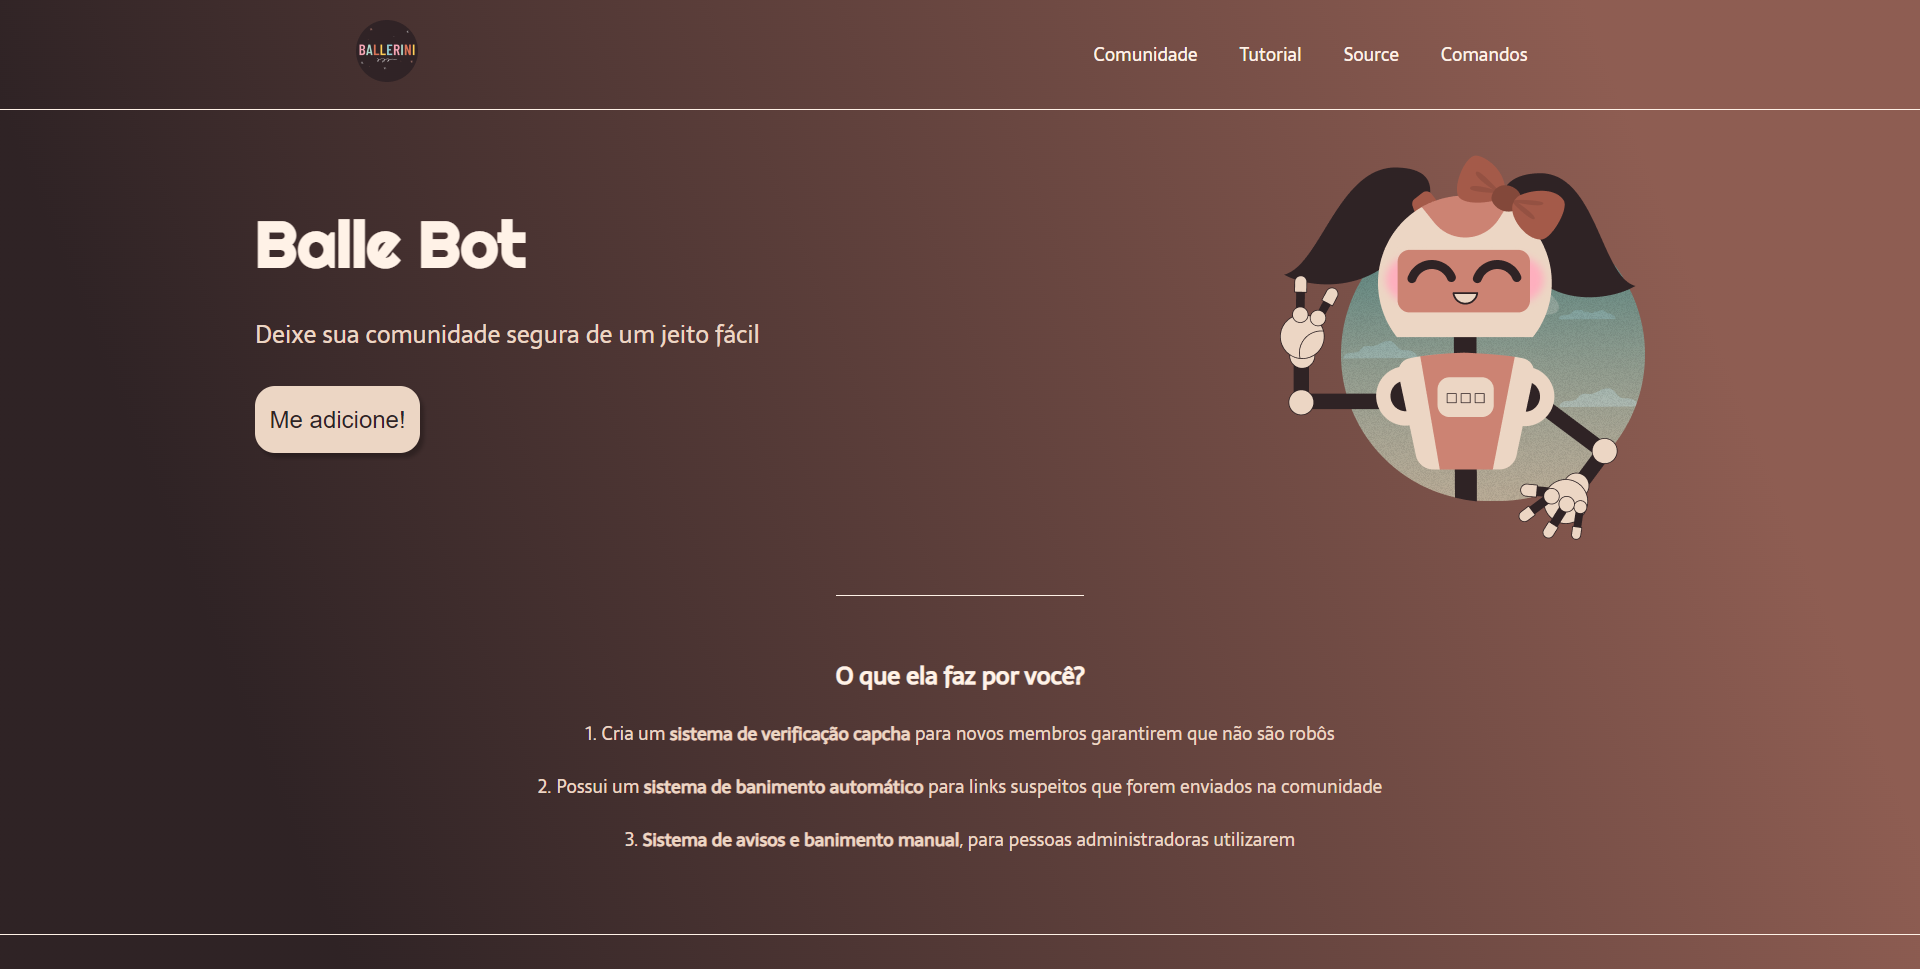 BALLERINI
Comunidade
Tutorial
Source
Comandos
Balle Bot
Deixe sua comunidade segura de um jeito fácil
Me adicione!
O que ela faz por você?
1. Cria um sistema de verificação capcha para novos membros garantirem que não são robôs
2. Possui um sistema de banimento automático para links suspeitos que forem enviados na comunidade
3. Sistema de avisos e banimento manual, para pessoas administradoras utilizarem